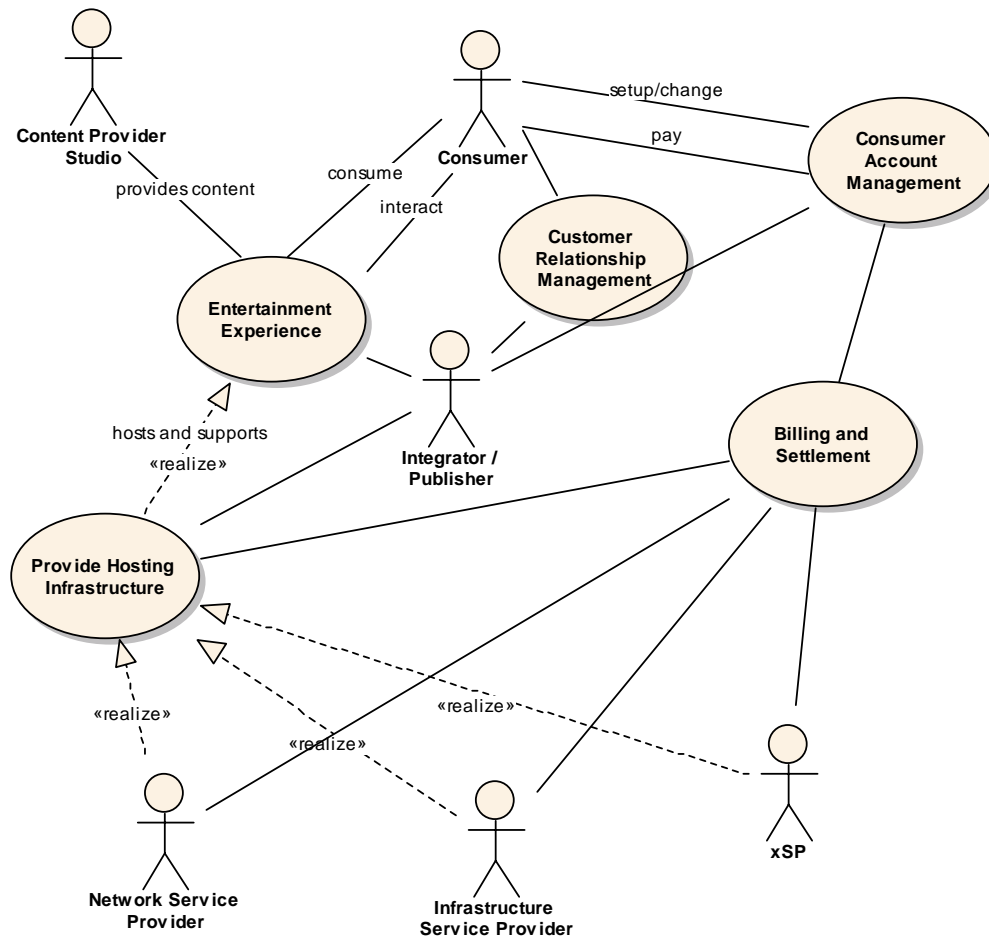 Content Provider
Studio
provides content
Consumer
consume
interact
setup/change
pay
Consumer
Account
Management
Customer
Relationship
Management
Entertainment
Experience
Integrator /
Publisher
hosts and supports
«realize»
Billing and
Settlement
Provide Hosting
Infrastructure
«realize»
«realize»
«realize»
Network Service
Provider
Infrastructure
Service Provider
xSP